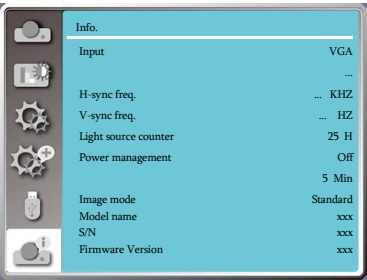 Info.
Input VGA
...
H-sync freq. ... KHZ
V-sync freq. ... HZ
Light source counter 25 H
Power management Off
5 Min
Image mode Standard
Model name xxx
S/N xxx
Firmware Version xxx